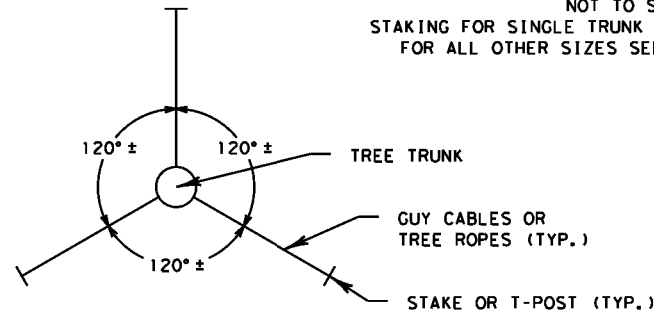 NOT TO
STAKING FOR SINGLE TRUNK
FOR ALL OTHER SIZES
120° ±
120° ±
TREE TRUNK
GUY CABLES OR
TREE ROPES (TYP.)
120° ±
STAKE OR T-POST (TYP.)